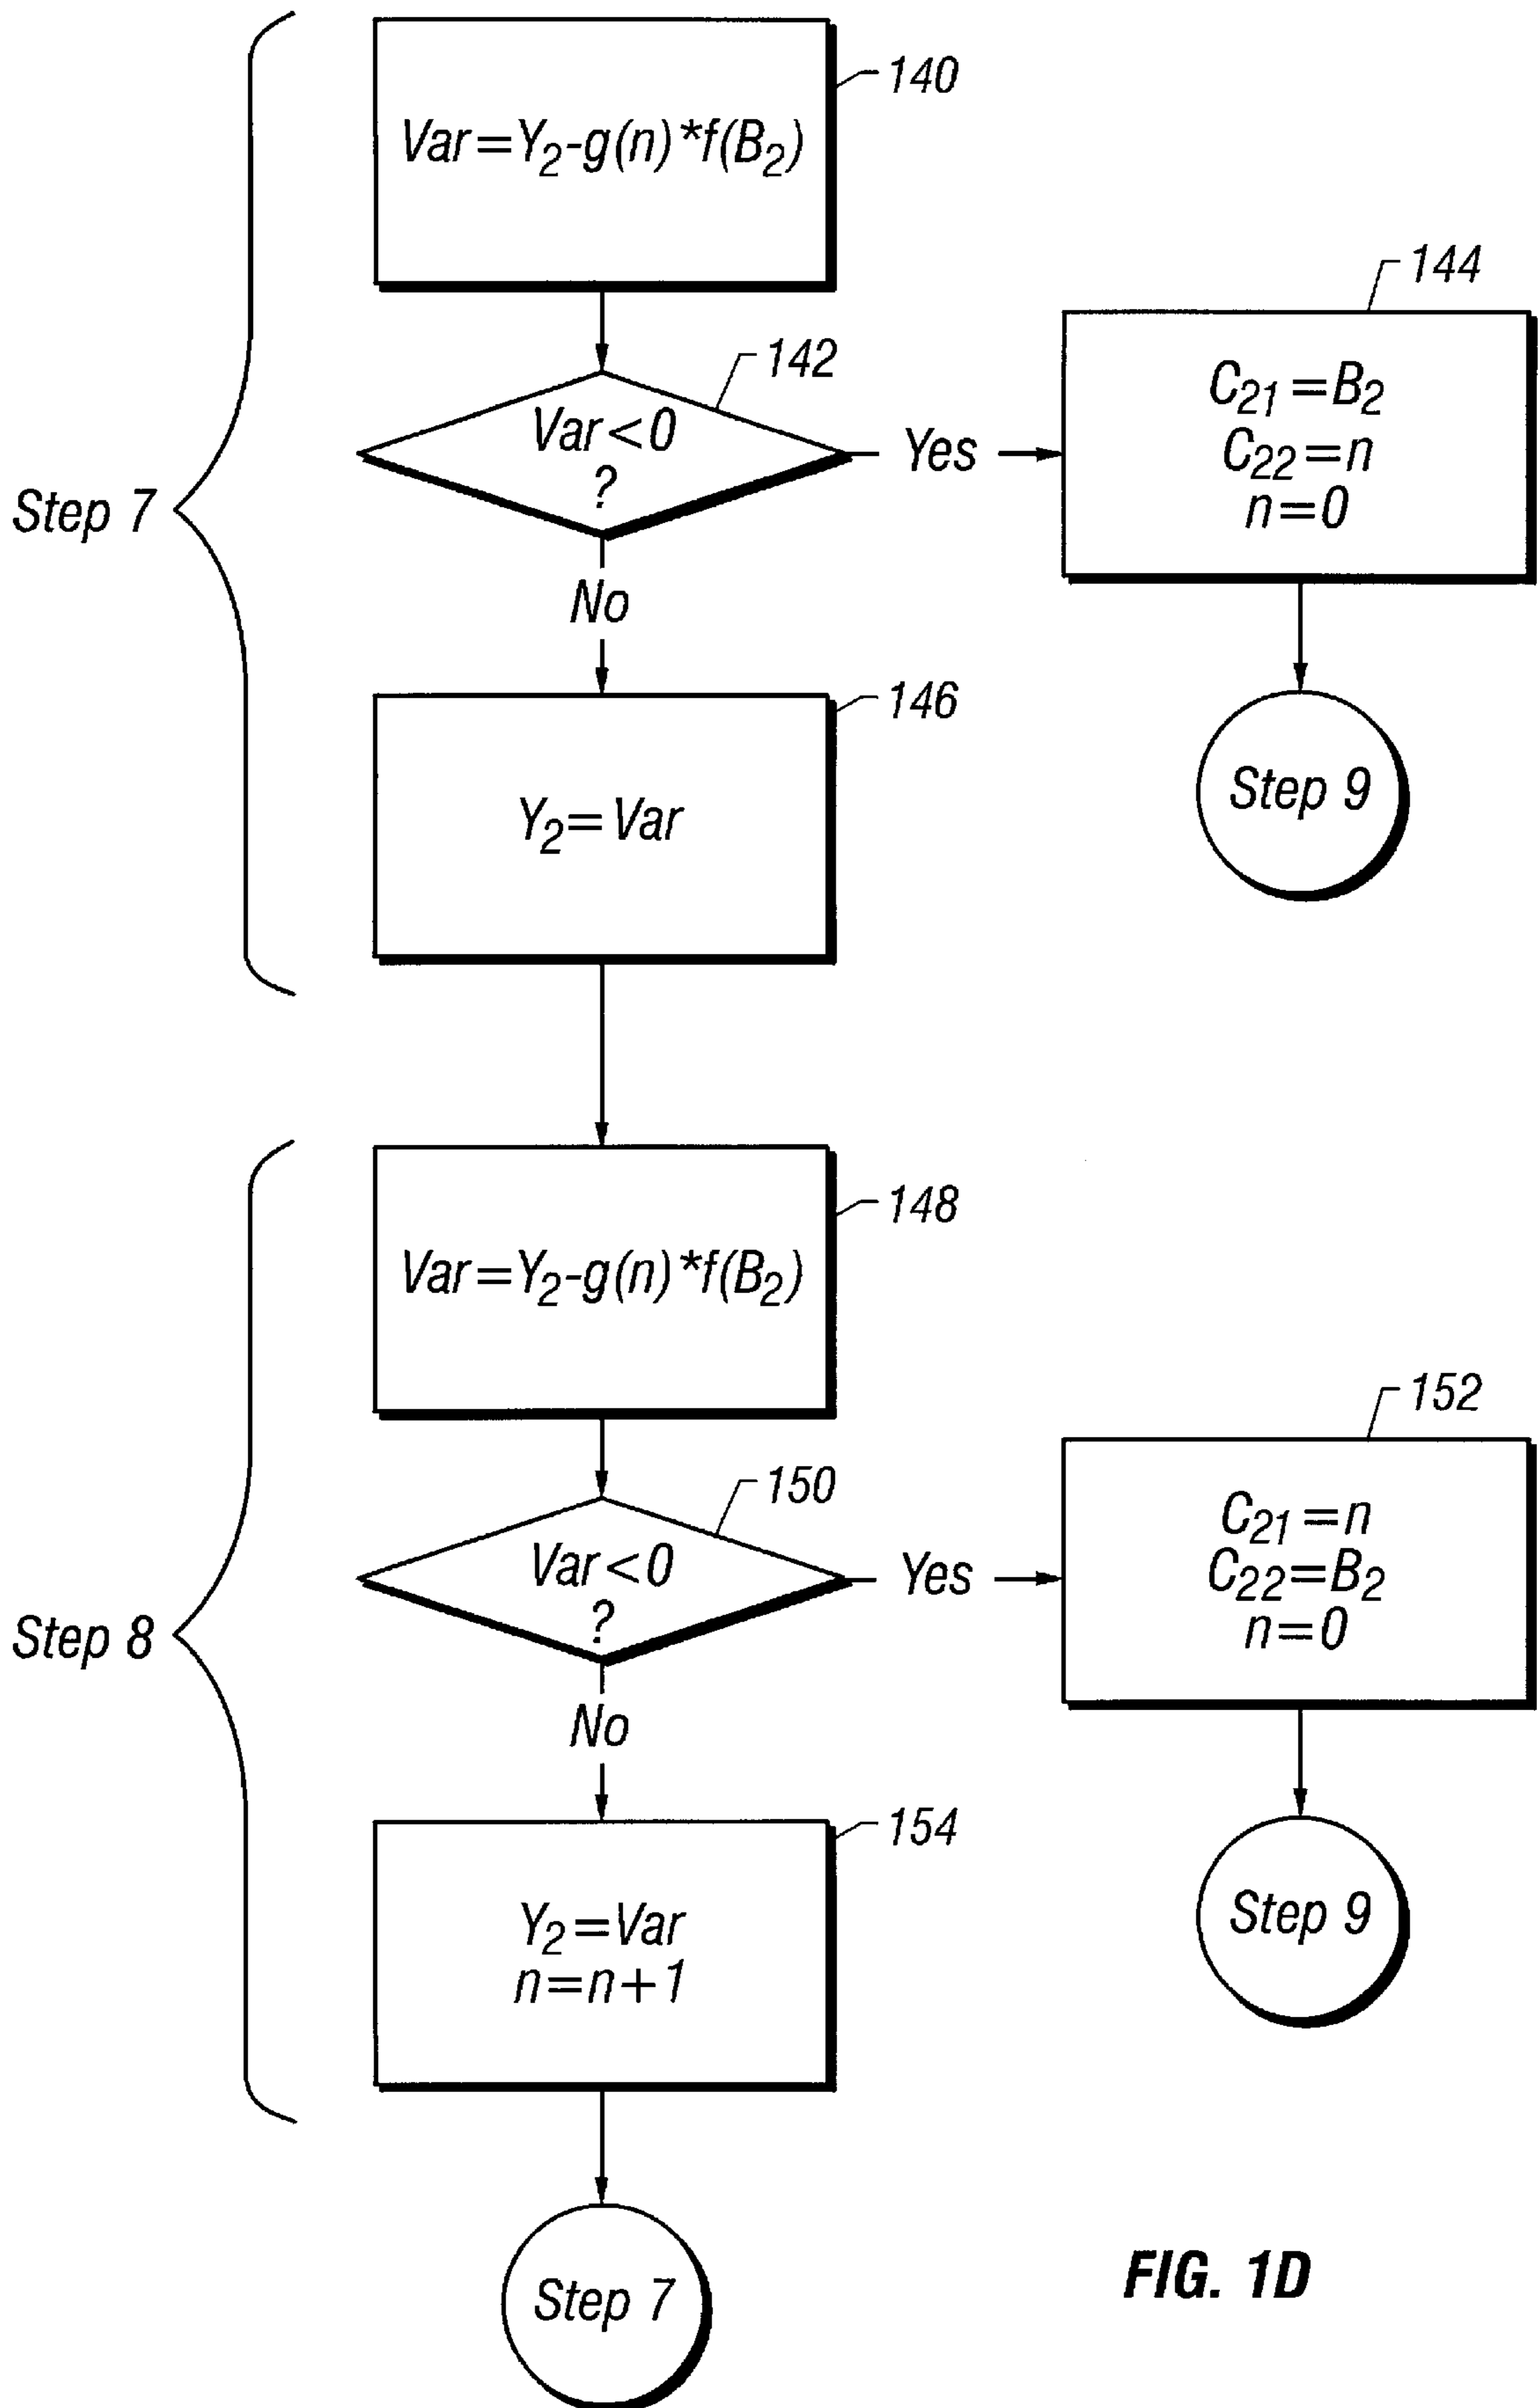 140
Var=Y₂-g(n)*f(B₂)
144
142
C₂₁=B₂
C₂₂=n
n=0
Var<0
?
Yes
Step 7
No
146
Y₂=Var
Step 9
148
Var=Y₂-g(n)*f(B₂)
152
150
C₂₁=n
C₂₂=B₂
n=0
Var<0
?
Yes
Step 8
No
154
Y₂=Var
n=n+1
Step 9
Step 7
FIG. 1D